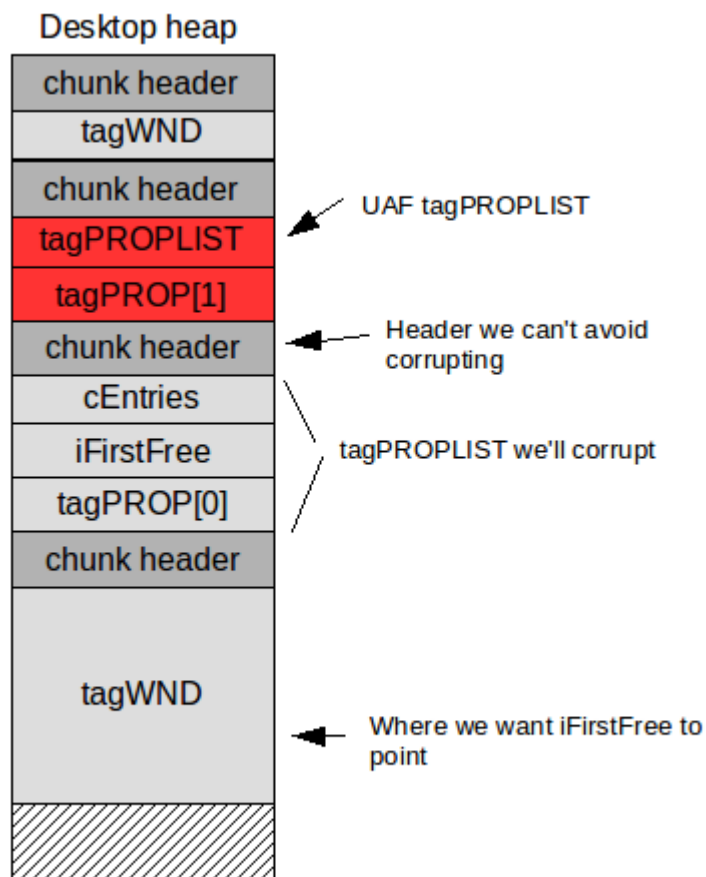 Desktop heap
chunk header
tagWND
chunk header
UAF tagPROPLIST
tagPROPLIST
tagPROP[1]
chunk header
Header we can't avoid
corrupting
cEntries
iFirstFree
tagPROPLIST we'll corrupt
tagPROP[0]
chunk header
tagWND
Where we want iFirstFree to
point